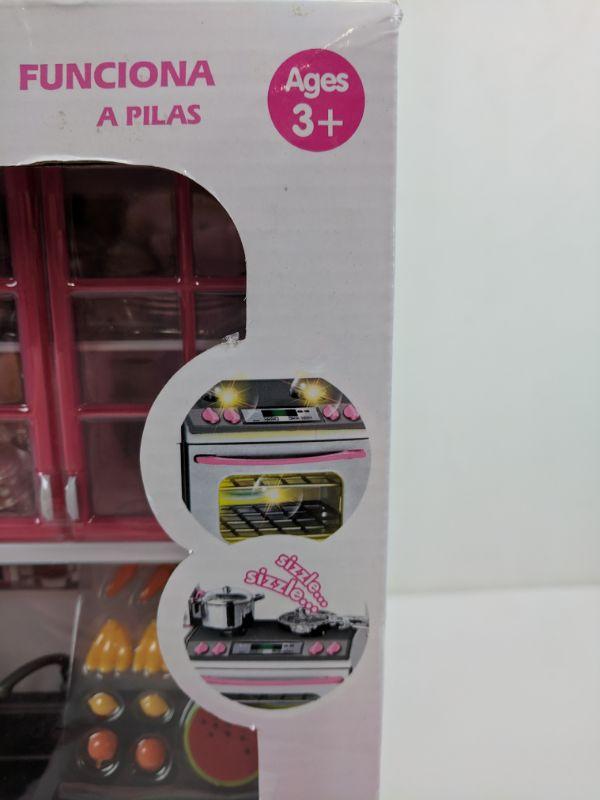 FUNCIONA
A PILAS
Ages
3+
sizzle...
sizzle...